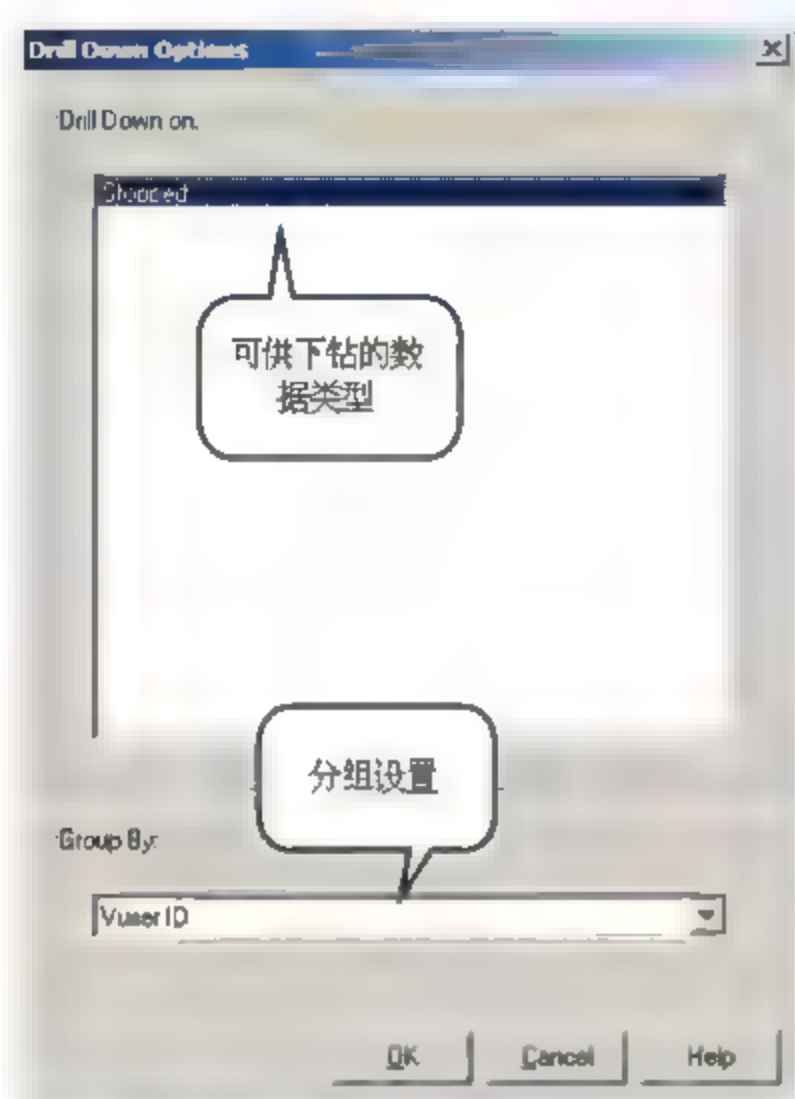 Drill Down Options
Drill Down on:
Stopped
可供下钻的数
据类型
分组设置
Group By:
Vuser ID
OK
Cancel
Help